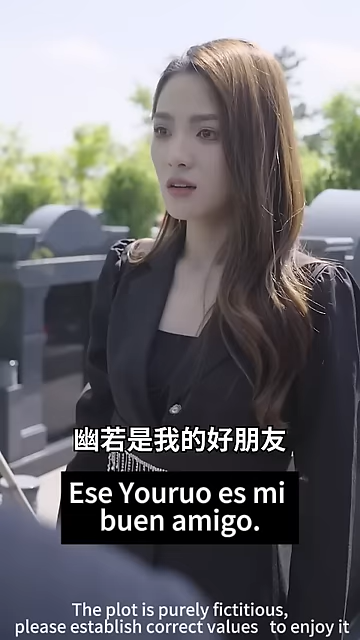 幽若是我的好朋友
Ese Youruo es mi
buen amigo.
The plot is purely fictitious,
please establish correct values to enjoy it